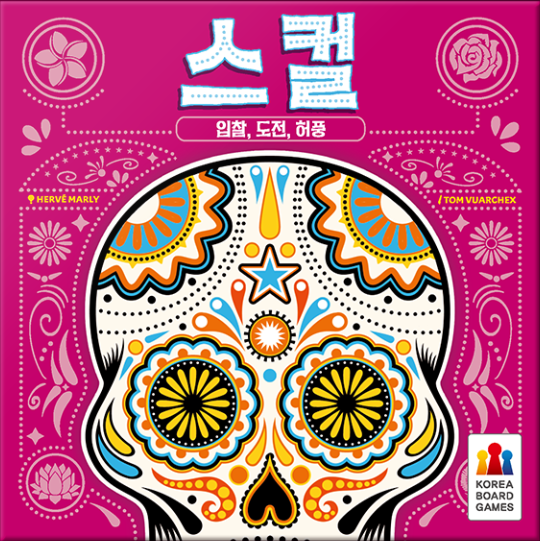 스컬
입찰, 도전, 허풍
HERVÉ MARLY
TOM VUARCHEX
KOREA
BOARD
GAMES